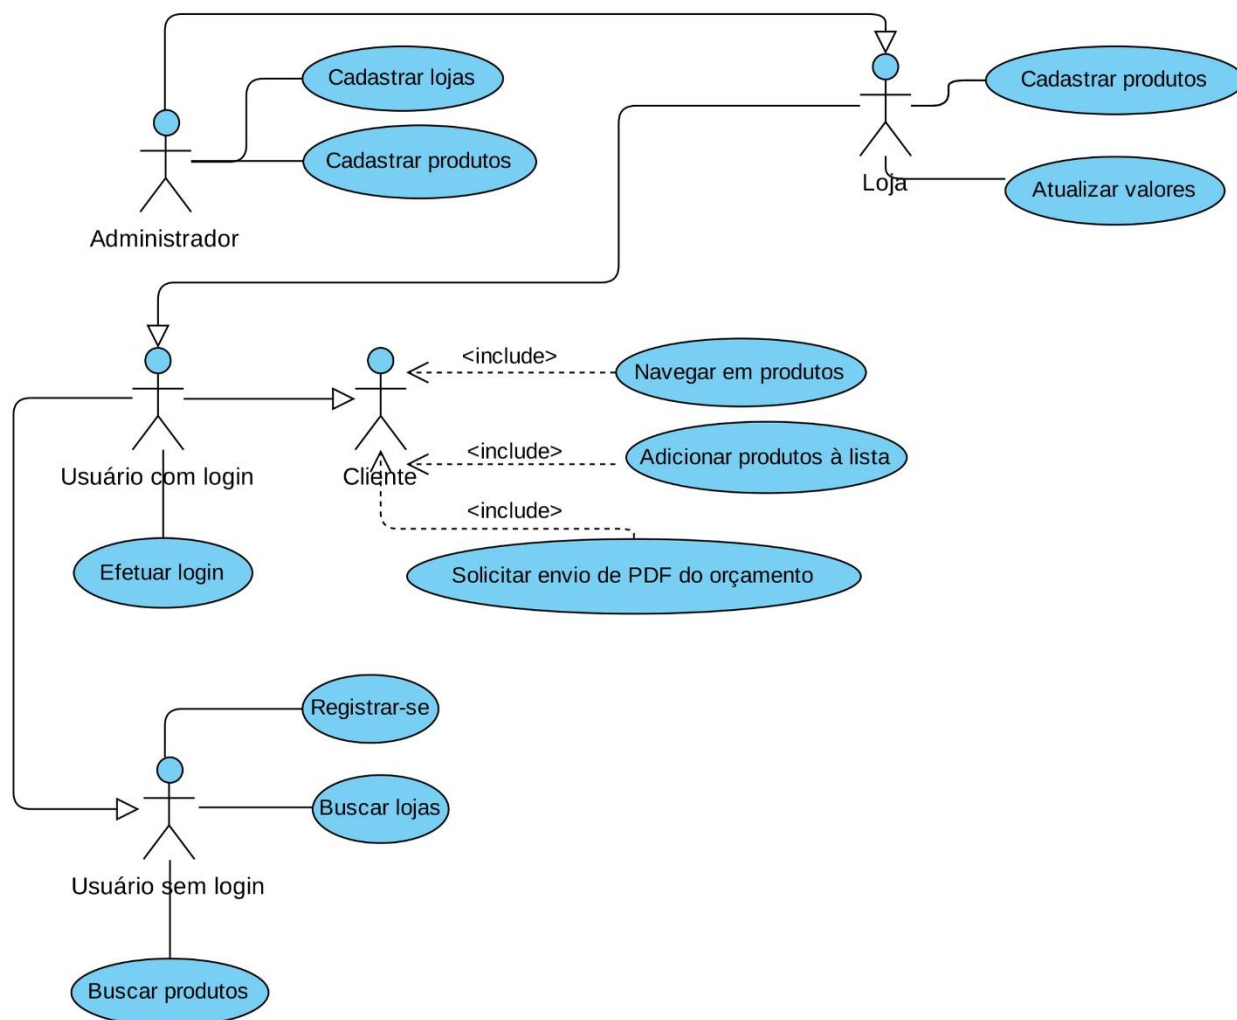 Cadastrar lojas
Cadastrar produtos
Cadastrar produtos
Loja
Atualizar valores
Administrador
<include>
Navegar em produtos
<include>
Adicionar produtos à lista
Usuário com login
Cliente
<include>
Efetuar login
Solicitar envio de PDF do orçamento
Registrar-se
Buscar lojas
Usuário sem login
Buscar produtos